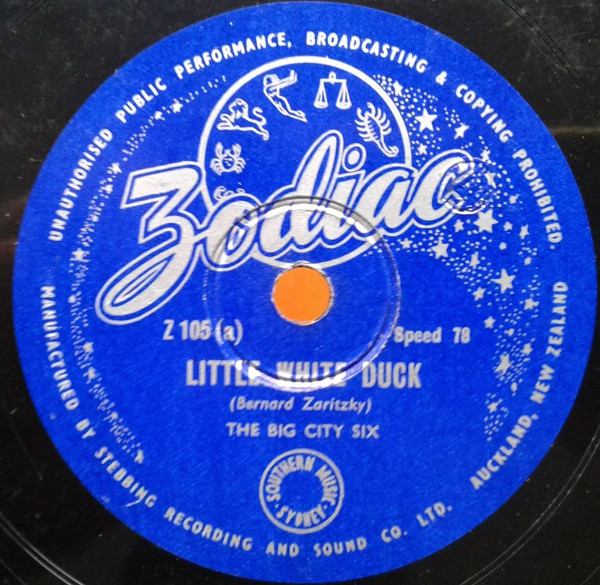 UNAUTHORISED PUBLIC PERFORMANCE, BROADCASTING & COPYING PROHIBITED.
Zodiac
Z 1054(a)
Speed 78
LITTLE WHITE DUCK
(Bernard Zaritzky)
THE BIG CITY SIX
SOUTHERN MUSIC
SYDNEY
MANUFACTURED BY STEBBING RECORDING AND SOUND CO. LTD. AUCKLAND, NEW ZEALAND